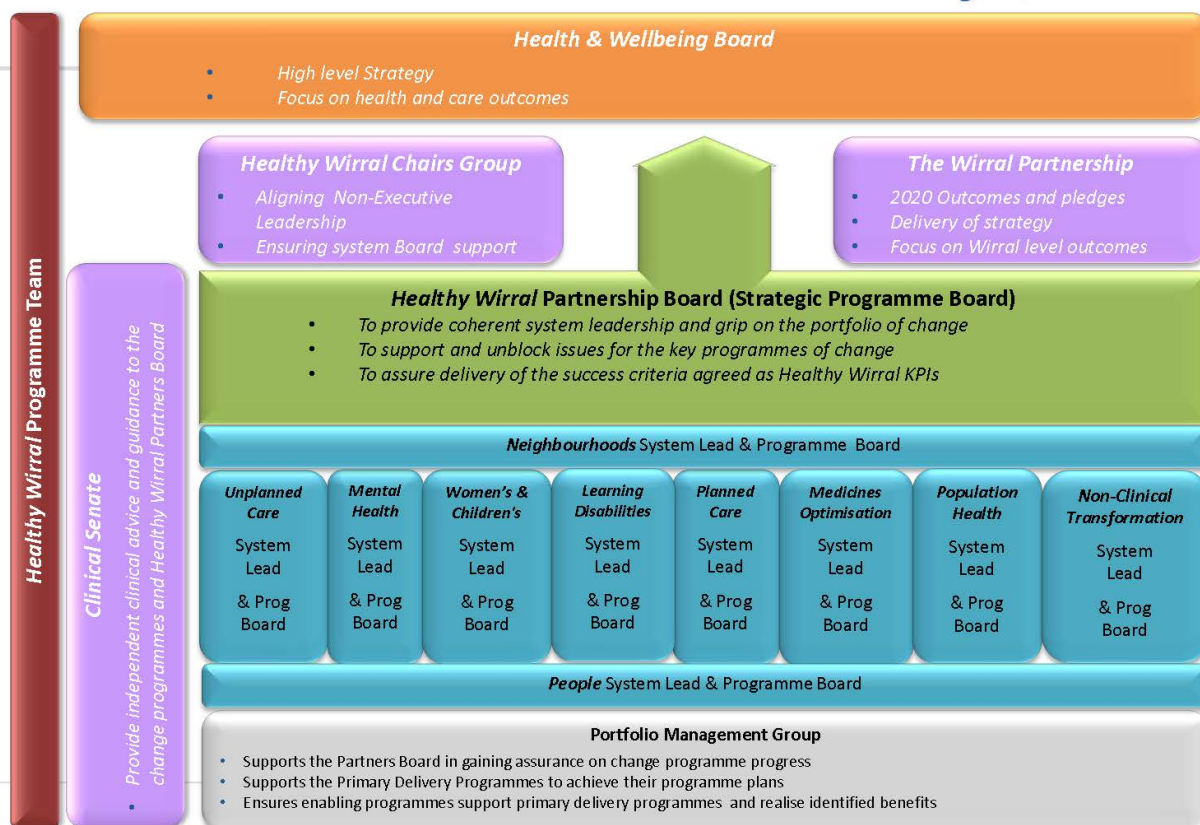 Health & Wellbeing Board
• High level Strategy
• Focus on health and care outcomes
Healthy Wirral Chairs Group
• Aligning Non-Executive
Leadership
• Ensuring system Board support
The Wirral Partnership
• 2020 Outcomes and pledges
• Delivery of strategy
• Focus on Wirral level outcomes
Healthy Wirral Programme Team
Clinical Senate
• Provide independent clinical advice and guidance to the
change programmes and Healthy Wirral Partners Board
Healthy Wirral Partnership Board (Strategic Programme Board)
• To provide coherent system leadership and grip on the portfolio of change
• To support and unblock issues for the key programmes of change
• To assure delivery of the success criteria agreed as Healthy Wirral KPIs
Neighbourhoods System Lead & Programme Board
Unplanned
Care
System
Lead
& Prog
Board
Mental
Health
System
Lead
& Prog
Board
Women's &
Children's
System
Lead
& Prog
Board
Learning
Disabilities
System
Lead
& Prog
Board
Planned
Care
System
Lead
& Prog
Board
Medicines
Optimisation
System
Lead
& Prog
Board
Population
Health
System
Lead
& Prog
Board
Non-Clinical
Transformation
System
Lead
& Prog
Board
People System Lead & Programme Board
Portfolio Management Group
• Supports the Partners Board in gaining assurance on change programme progress
• Supports the Primary Delivery Programmes to achieve their programme plans
• Ensures enabling programmes support primary delivery programmes and realise identified benefits